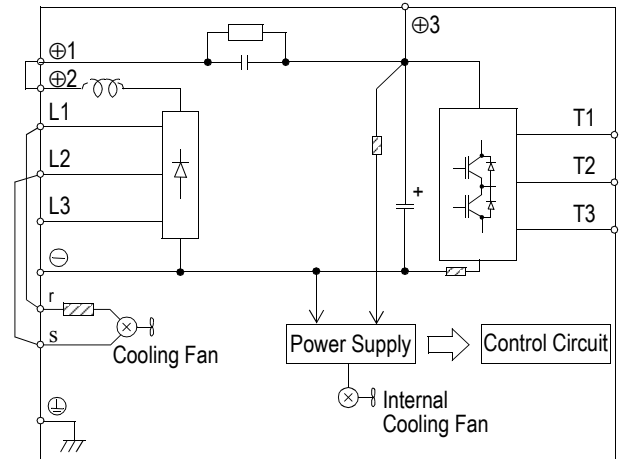 ⊕3
⊕1
⊕2
L1
L2
L3
⊖
r
s
Cooling Fan
+
T1
T2
T3
Power Supply
Control Circuit
Internal
Cooling Fan